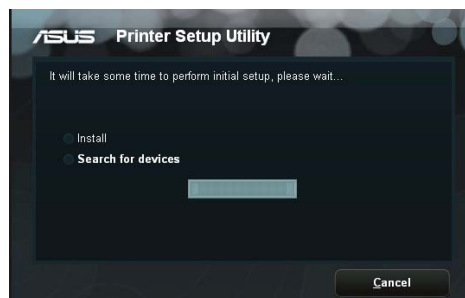 ASUS Printer Setup Utility
It will take some time to perform initial setup, please wait...
Install
Search for devices
Cancel